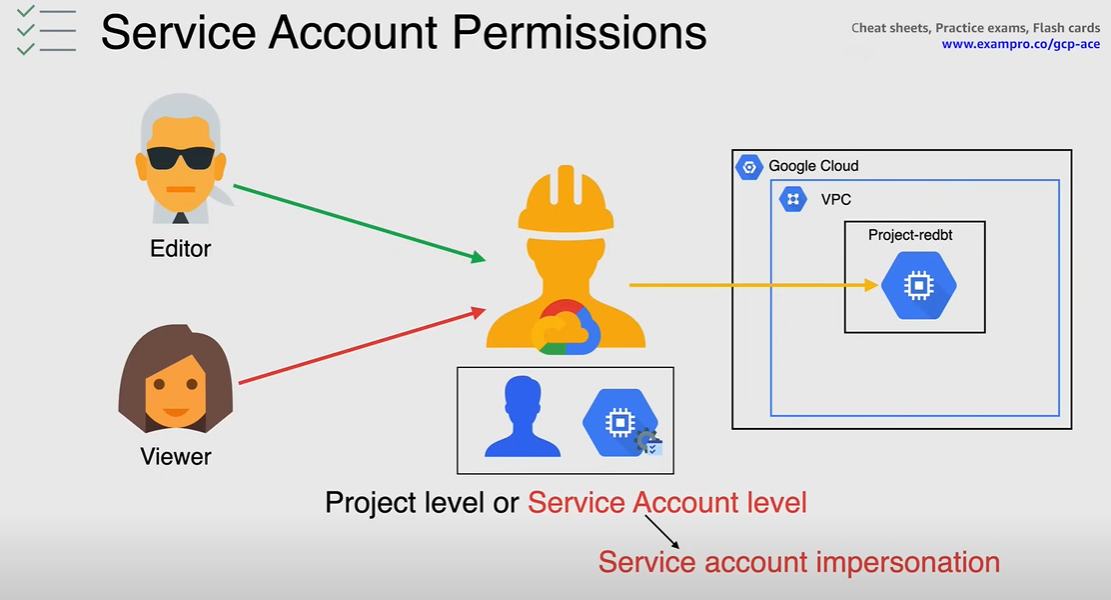 Service Account Permissions
Cheat sheets, Practice exams, Flash cards
www.exampro.co/gcp-ace
Editor
Viewer
Google Cloud
VPC
Project-redbt
Project level or Service Account level
Service account impersonation